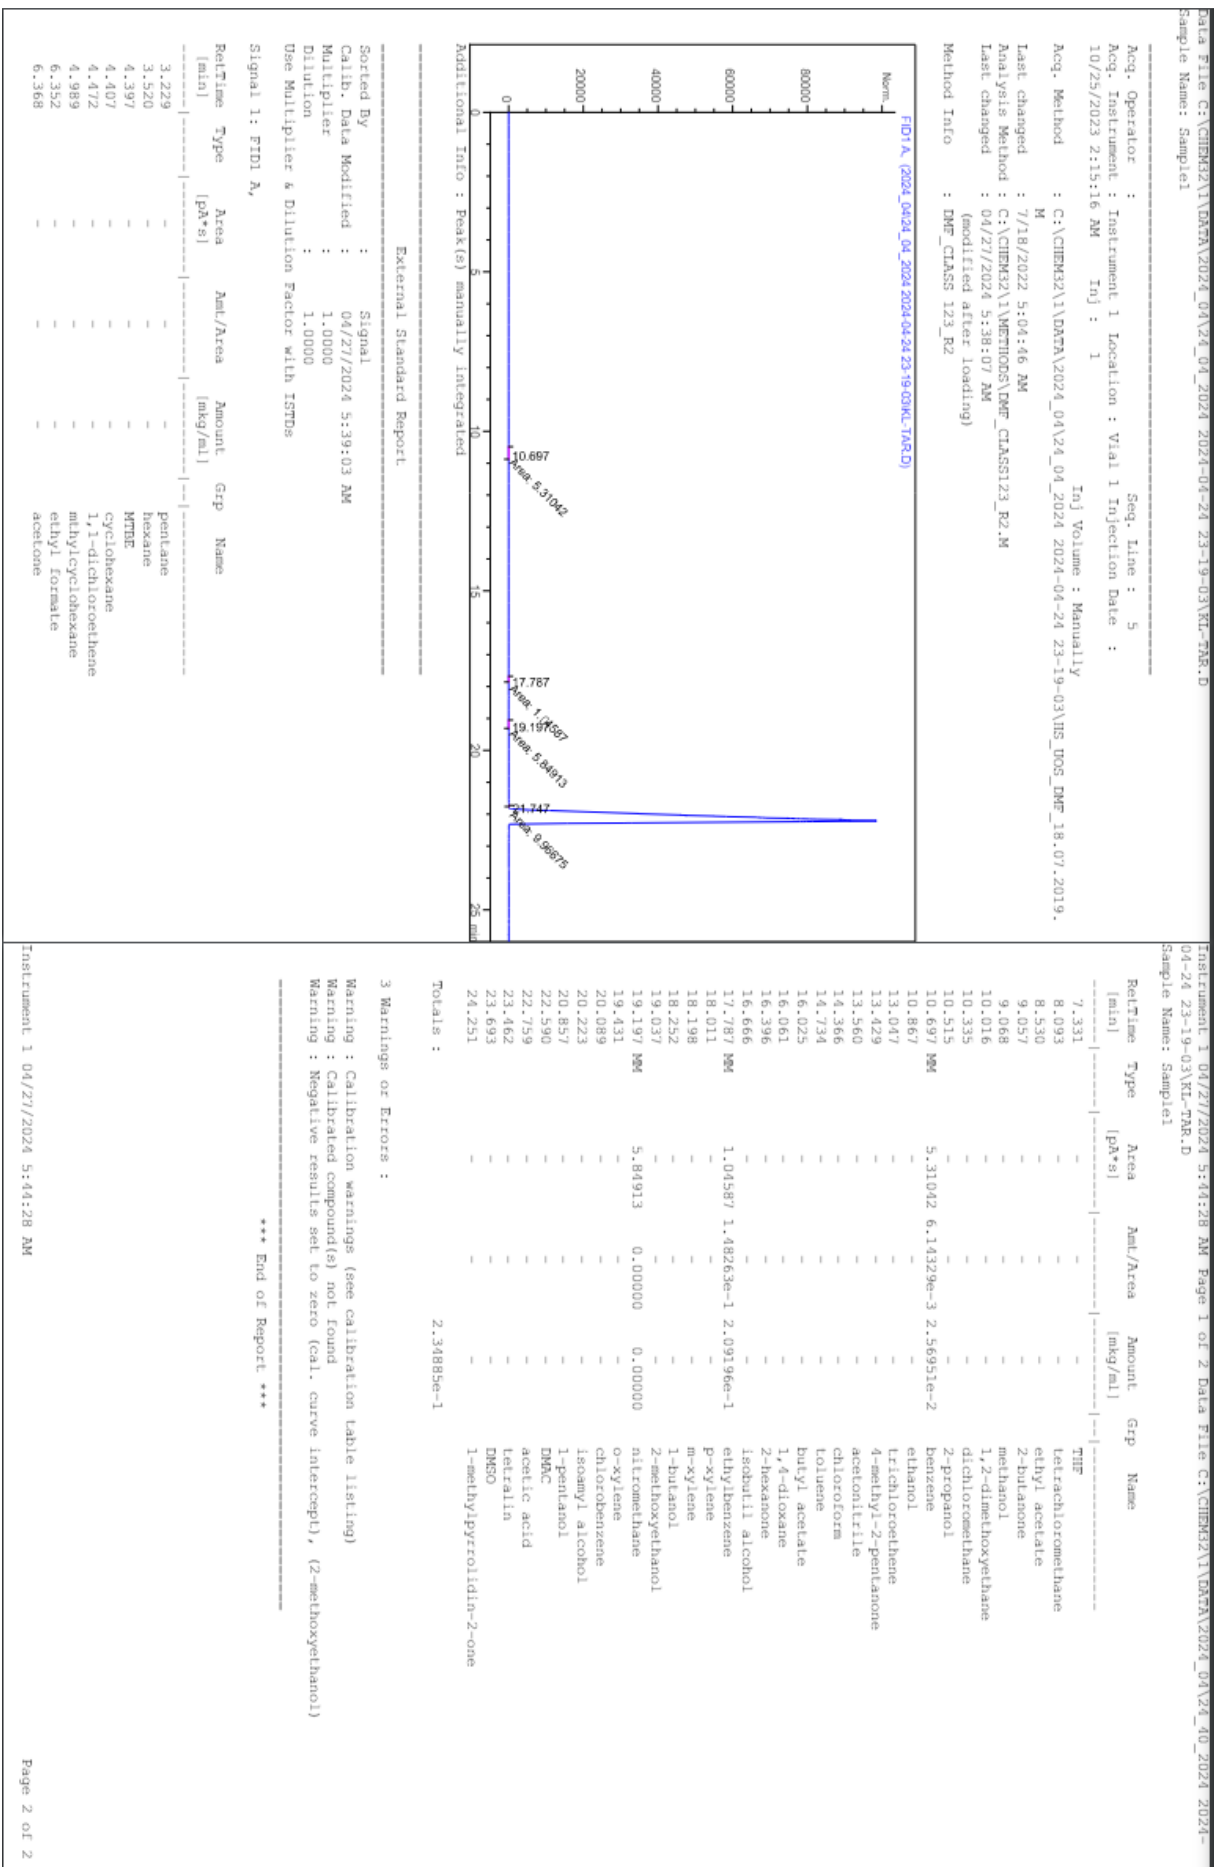 Data File C:\CHEM32\1\DATA\2024_04\24_04_2024 2024-04-24 23-19-03\KL-TAR.D
Sample Name: Sample1
Acq. Operator : Seq. Line : 5
Acq. Instrument : Instrument 1 Location : Vial 1 Injection Date :
10/25/2023 2:15:16 AM Inj : 1
Inj Volume : Manually
Acq. Method : C:\CHEM32\1\DATA\2024_04\24_04_2024 2024-04-24 23-19-03\HS_UOS_DMF_18.07.2019.
M
Last changed : 7/18/2022 5:04:46 AM
Analysis Method : C:\CHEM32\1\METHODS\DMF_CLASS123_R2.M
Last changed : 04/27/2024 5:38:07 AM
(modified after loading)
Method Info : DMF_CLASS 123_R2
FID1 A, (2024_04\24_04_2024 2024-04-24 23-19-03\KL-TAR.D)
Norm.
80000
60000
40000
20000
0
0 5 10 15 20 25 min
10.697
Area: 5.31042
17.787
Area: 1.04587
19.197
Area: 5.84913
21.747
Area: 9.96675
Additional Info : Peak(s) manually integrated
External Standard Report
Sorted By : Signal
Calib. Data Modified : 04/27/2024 5:39:03 AM
Multiplier : 1.0000
Dilution : 1.0000
Use Multiplier & Dilution Factor with ISTDs
Signal 1: FID1 A,
RetTime Type Area Amt/Area Amount Grp Name
[min] [pA*s] [mkg/ml]
3.229 - - - pentane
3.520 - - - hexane
4.397 - - - MTBE
4.407 - - - cyclohexane
4.472 - - - 1,1-dichloroethene
4.989 - - - mthylcyclohexane
6.352 - - - ethyl formate
6.368 - - - acetone
Instrument 1 04/27/2024 5:44:28 AM Page 1 of 2 Data File C:\CHEM32\1\DATA\2024_04\24_40_2024 2024-
04-24 23-19-03\KL-TAR.D
Sample Name: Sample1
RetTime Type Area Amt/Area Amount Grp Name
[min] [pA*s] [mkg/ml]
7.331 - - - THF
8.093 - - - tetrachloromethane
8.530 - - - ethyl acetate
9.057 - - - 2-butanone
9.068 - - - methanol
10.016 - - - 1,2-dimethoxyethane
10.335 - - - dichloromethane
10.515 - - - 2-propanol
10.697 MM 5.31042 6.14329e-3 2.56951e-2 benzene
10.867 - - - ethanol
13.047 - - - trichloroethene
13.429 - - - 4-methyl-2-pentanone
13.560 - - - acetonitrile
14.366 - - - chloroform
14.734 - - - toluene
16.025 - - - butyl acetate
16.061 - - - 1,4-dioxane
16.396 - - - 2-hexanone
16.666 - - - isobutil alcohol
17.787 MM 1.04587 1.48263e-1 2.09196e-1 ethylbenzene
18.011 - - - p-xylene
18.198 - - - m-xylene
18.252 - - - 1-butanol
19.037 - - - 2-methoxyethanol
19.197 MM 5.84913 0.00000 0.00000 nitromethane
19.431 - - - o-xylene
20.089 - - - chlorobenzene
20.223 - - - isoamyl alcohol
20.857 - - - 1-pentanol
22.590 - - - DMAC
22.759 - - - acetic acid
23.462 - - - tetralin
23.693 - - - DMSO
24.251 - - - 1-methylpyrrolidin-2-one
Totals : 2.34885e-1
3 Warnings or Errors :
Warning : Calibration warnings (see calibration table listing)
Warning : Calibrated compound(s) not found
Warning : Negative results set to zero (cal. curve intercept), (2-methoxyethanol)
*** End of Report ***
Instrument 1 04/27/2024 5:44:28 AM Page 2 of 2